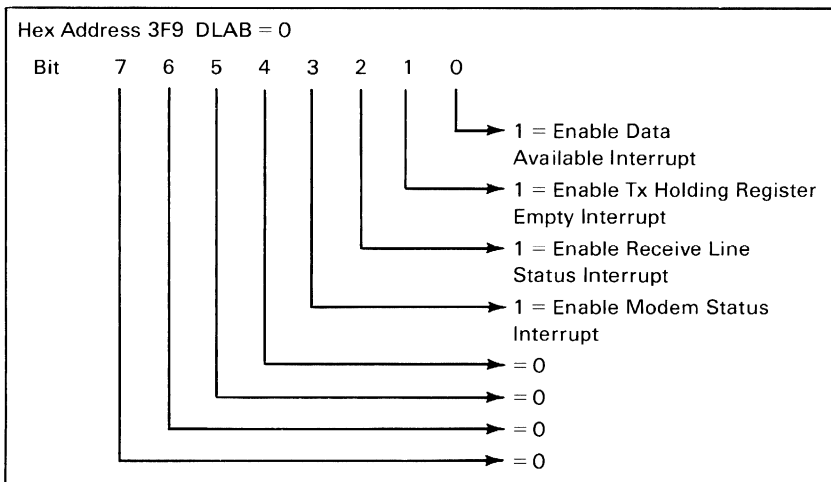 Hex Address 3F9 DLAB = 0
Bit 7 6 5 4 3 2 1 0
1 = Enable Data
Available Interrupt
1 = Enable Tx Holding Register
Empty Interrupt
1 = Enable Receive Line
Status Interrupt
1 = Enable Modem Status
Interrupt
= 0
= 0
= 0
= 0